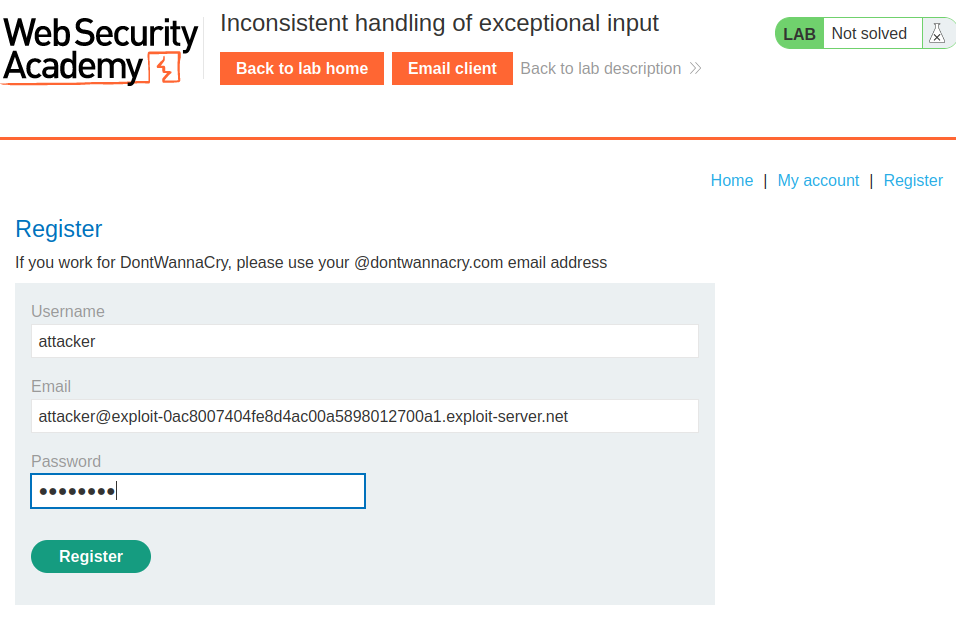 Web Security
Academy
Inconsistent handling of exceptional input
LAB Not solved
Back to lab home Email client Back to lab description
Home | My account | Register
Register
If you work for DontWannaCry, please use your @dontwannacry.com email address
Username
attacker
Email
attacker@exploit-0ac8007404fe8d4ac00a5898012700a1.exploit-server.net
Password
●●●●●●●●
Register